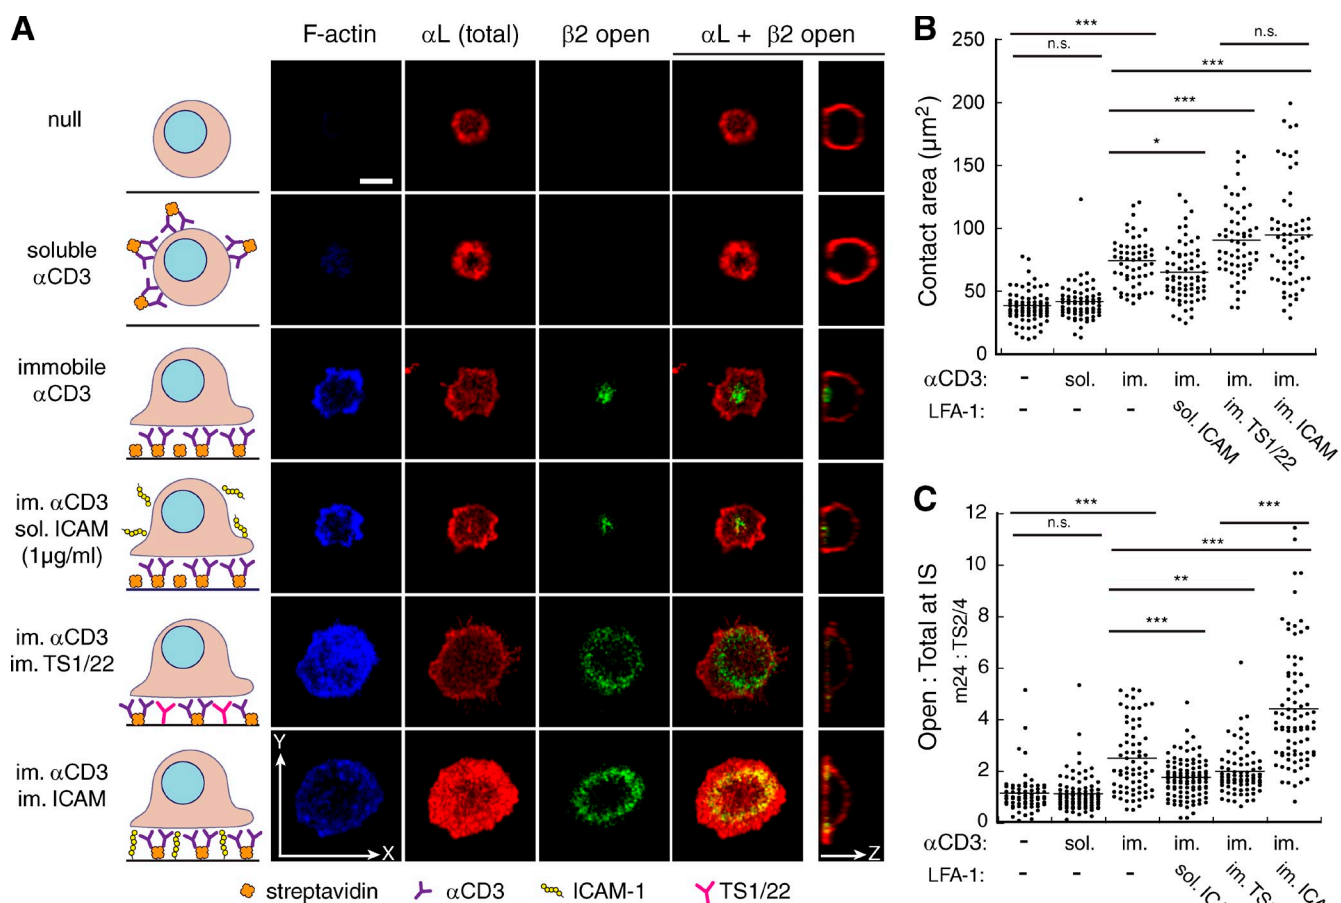 A
F-actin
αL (total)
β2 open
αL + β2 open
null
soluble
αCD3
immobile
αCD3
im. αCD3
sol. ICAM
(1µg/ml)
im. αCD3
im. TS1/22
im. αCD3
im. ICAM
Y
X
Z
streptavidin
αCD3
ICAM-1
TS1/22
B
Contact area (µm²)
250
200
150
100
50
0
***
n.s.
n.s.
***
***
*
αCD3: - sol. im. im. im. im.
LFA-1: - - - sol. ICAM im. TS1/22 im. ICAM
C
Open : Total at IS
m24 : TS2/4
12
10
8
6
4
2
0
***
n.s.
***
***
**
***
αCD3: - sol. im. im. im. im.
LFA-1: - - - sol. im. im.